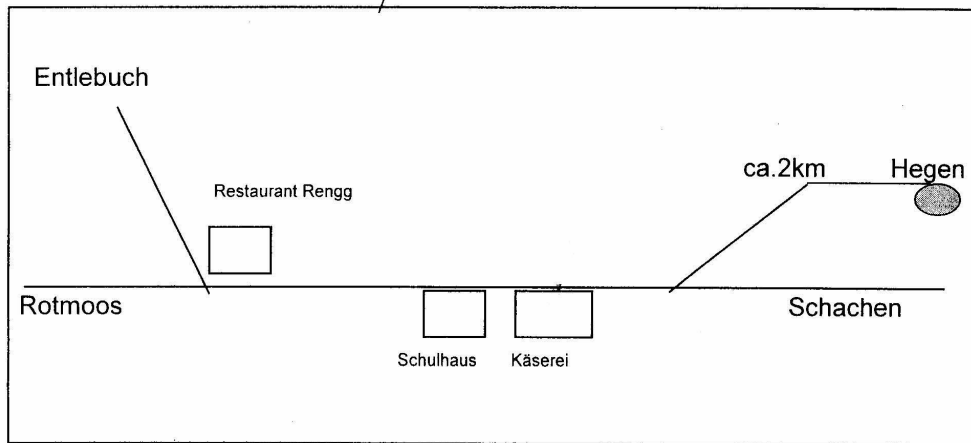 Entlebuch
ca.2km
Hegen
Restaurant Rengg
Rotmoos
Schachen
Schulhaus
Käserei